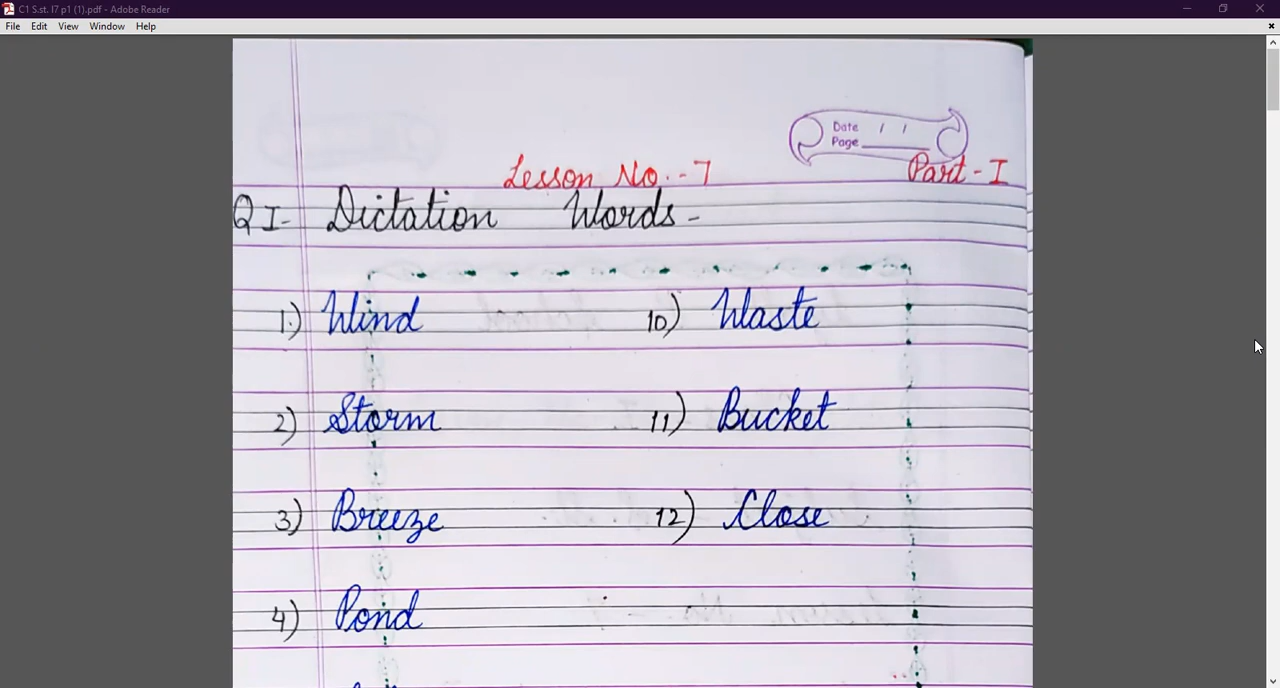 C1 S.st. l7 p1 (1).pdf - Adobe Reader
File Edit View Window Help
Date / /
Page
Lesson No.-7
Part-I
Q I- Dictation Words-
1) Wind
10) Waste
2) Storm
11) Bucket
3) Breeze
12) Close
4) Pond